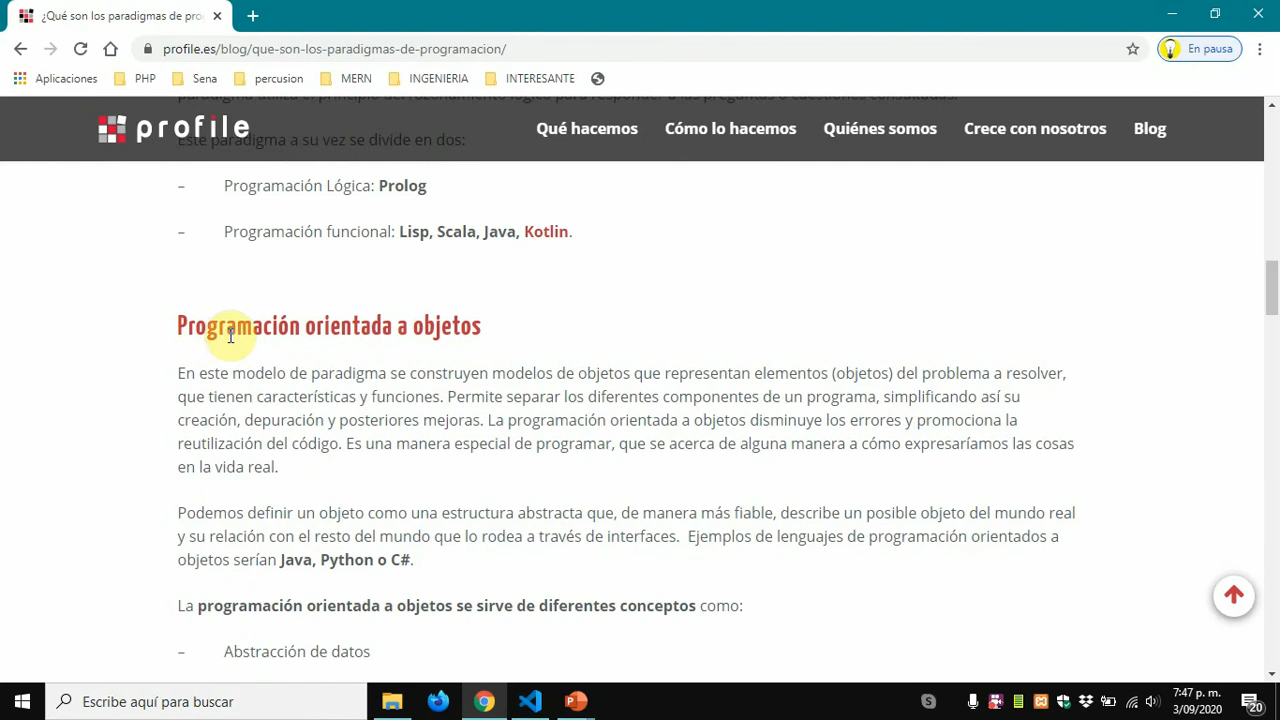 ¿Qué son los paradigmas de pro
profile.es/blog/que-son-los-paradigmas-de-programacion/
En pausa
Aplicaciones PHP Sena percusion MERN INGENIERIA INTERESANTE
profile Qué hacemos Cómo lo hacemos Quiénes somos Crece con nosotros Blog
Este paradigma a su vez se divide en dos:
– Programación Lógica: Prolog
– Programación funcional: Lisp, Scala, Java, Kotlin.
Programación orientada a objetos
En este modelo de paradigma se construyen modelos de objetos que representan elementos (objetos) del problema a resolver,
que tienen características y funciones. Permite separar los diferentes componentes de un programa, simplificando así su
creación, depuración y posteriores mejoras. La programación orientada a objetos disminuye los errores y promociona la
reutilización del código. Es una manera especial de programar, que se acerca de alguna manera a cómo expresaríamos las cosas
en la vida real.
Podemos definir un objeto como una estructura abstracta que, de manera más fiable, describe un posible objeto del mundo real
y su relación con el resto del mundo que lo rodea a través de interfaces.  Ejemplos de lenguajes de programación orientados a
objetos serían Java, Python o C#.
La programación orientada a objetos se sirve de diferentes conceptos como:
– Abstracción de datos
Escribe aquí para buscar
7:47 p. m.
3/09/2020
20